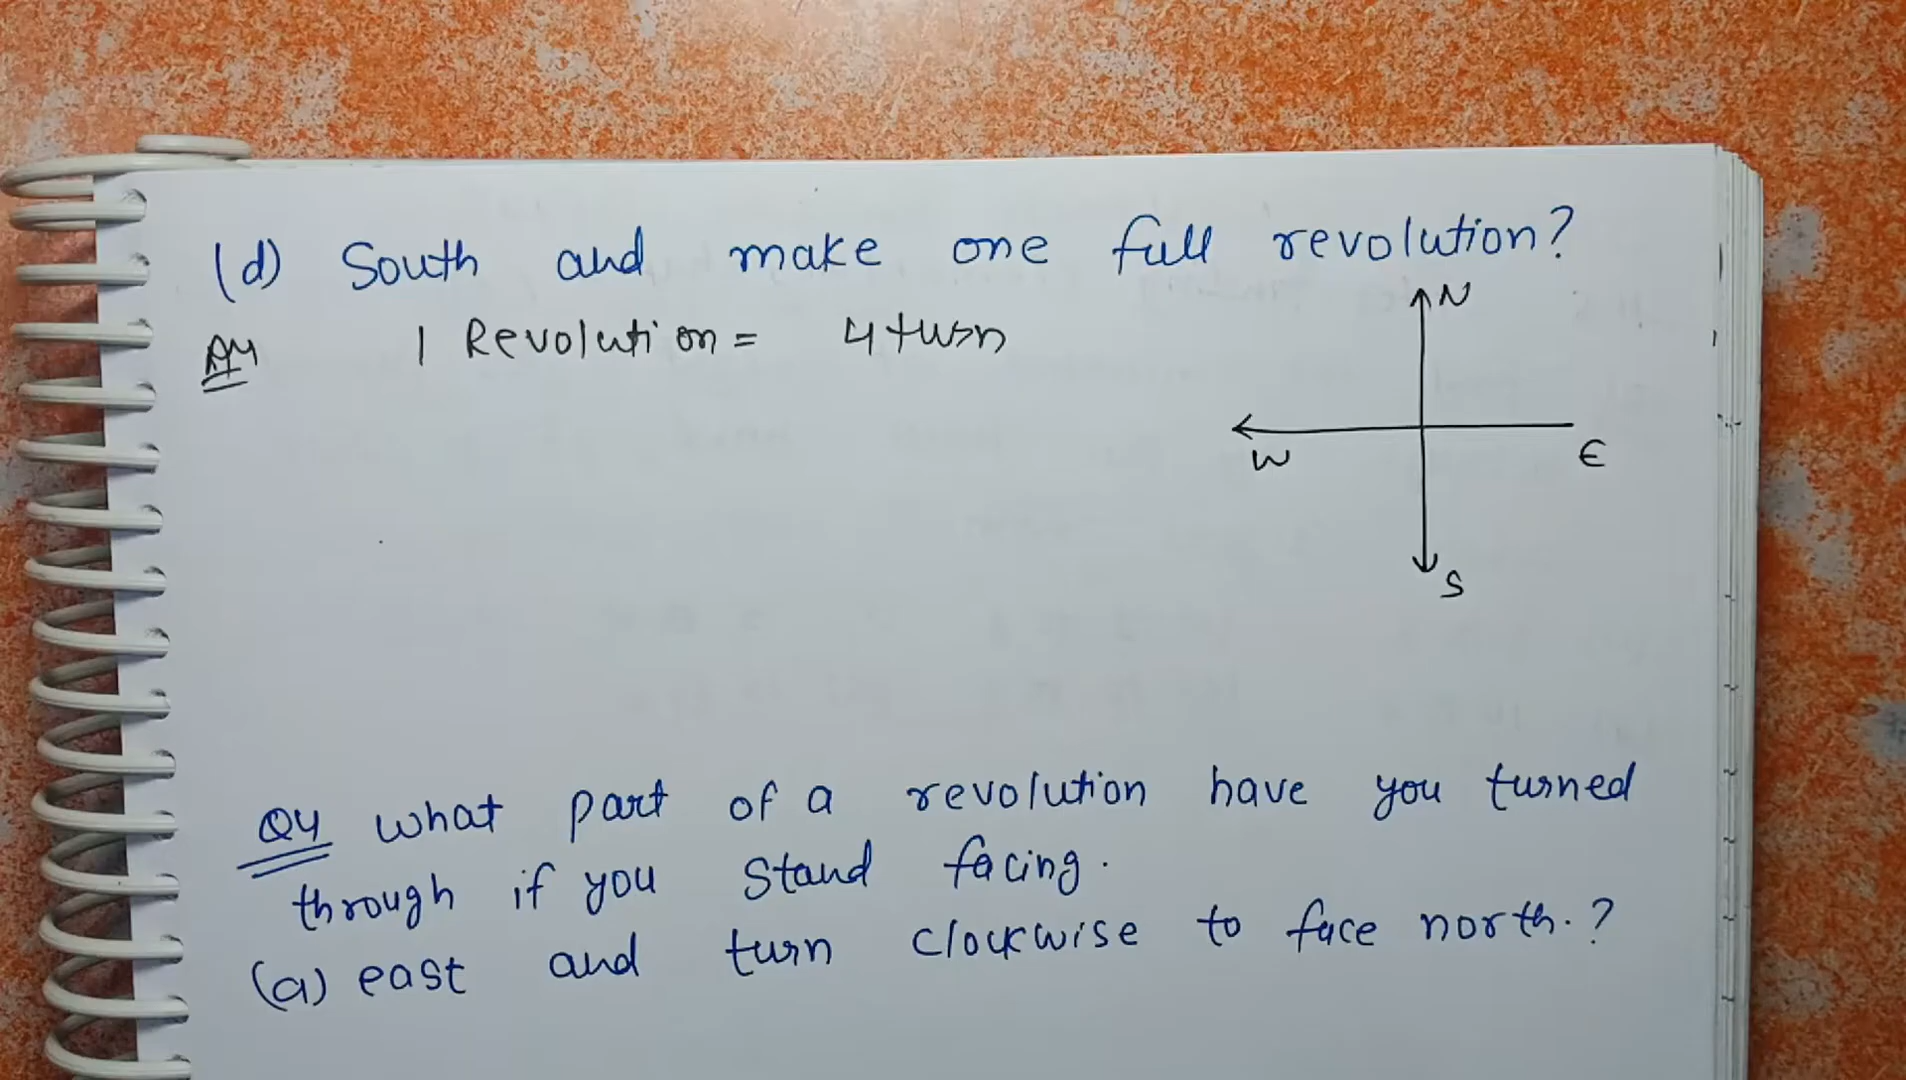 (d) South and make one full revolution?
N
A4 1 Revolution = 4 turn
W E
S
Q4 what part of a revolution have you turned
through if you stand facing.
(a) east and turn clockwise to face north.?